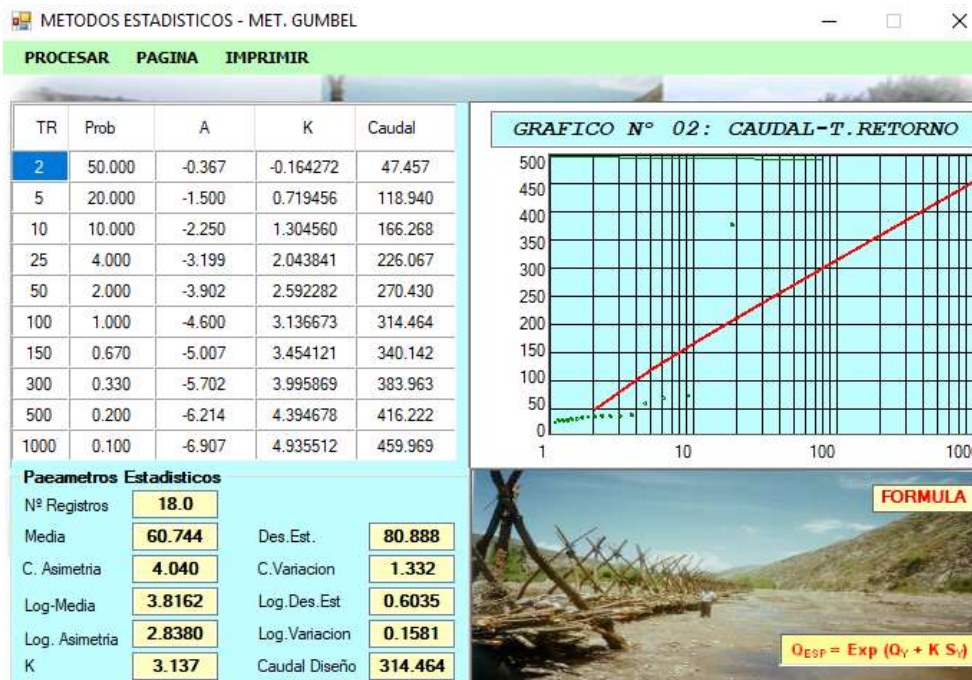 METODOS ESTADISTICOS - MET. GUMBEL
PROCESAR PAGINA IMPRIMIR
TR Prob A K Caudal
2 50.000 -0.367 -0.164272 47.457
5 20.000 -1.500 0.719456 118.940
10 10.000 -2.250 1.304560 166.268
25 4.000 -3.199 2.043841 226.067
50 2.000 -3.902 2.592282 270.430
100 1.000 -4.600 3.136673 314.464
150 0.670 -5.007 3.454121 340.142
300 0.330 -5.702 3.995869 383.963
500 0.200 -6.214 4.394678 416.222
1000 0.100 -6.907 4.935512 459.969
GRAFICO Nº 02: CAUDAL-T.RETORNO
500
450
400
350
300
250
200
150
100
50
0
1 10 100 100
Paeametros Estadisticos
Nº Registros 18.0
Media 60.744 Des.Est. 80.888
C. Asimetria 4.040 C.Variacion 1.332
Log-Media 3.8162 Log.Des.Est 0.6035
Log. Asimetria 2.8380 Log.Variacion 0.1581
K 3.137 Caudal Diseño 314.464
FORMULA
QESP = Exp (QY + K SY)